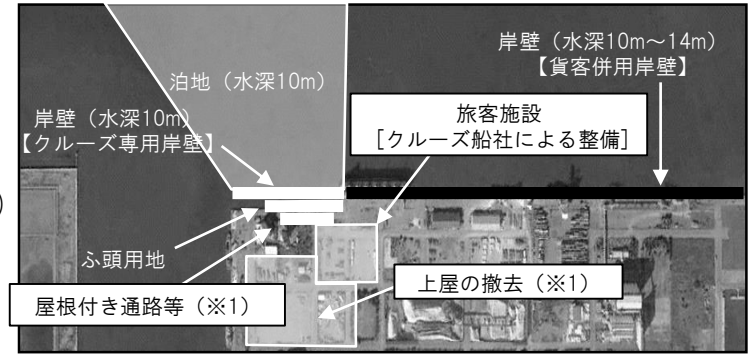 岸壁（水深10m～14m）
【貨客併用岸壁】
泊地（水深10m）
旅客施設
［クルーズ船社による整備］
岸壁（水深10m）
【クルーズ専用岸壁】
）
ふ頭用地
上屋の撤去（※1）
屋根付き通路等（※1）